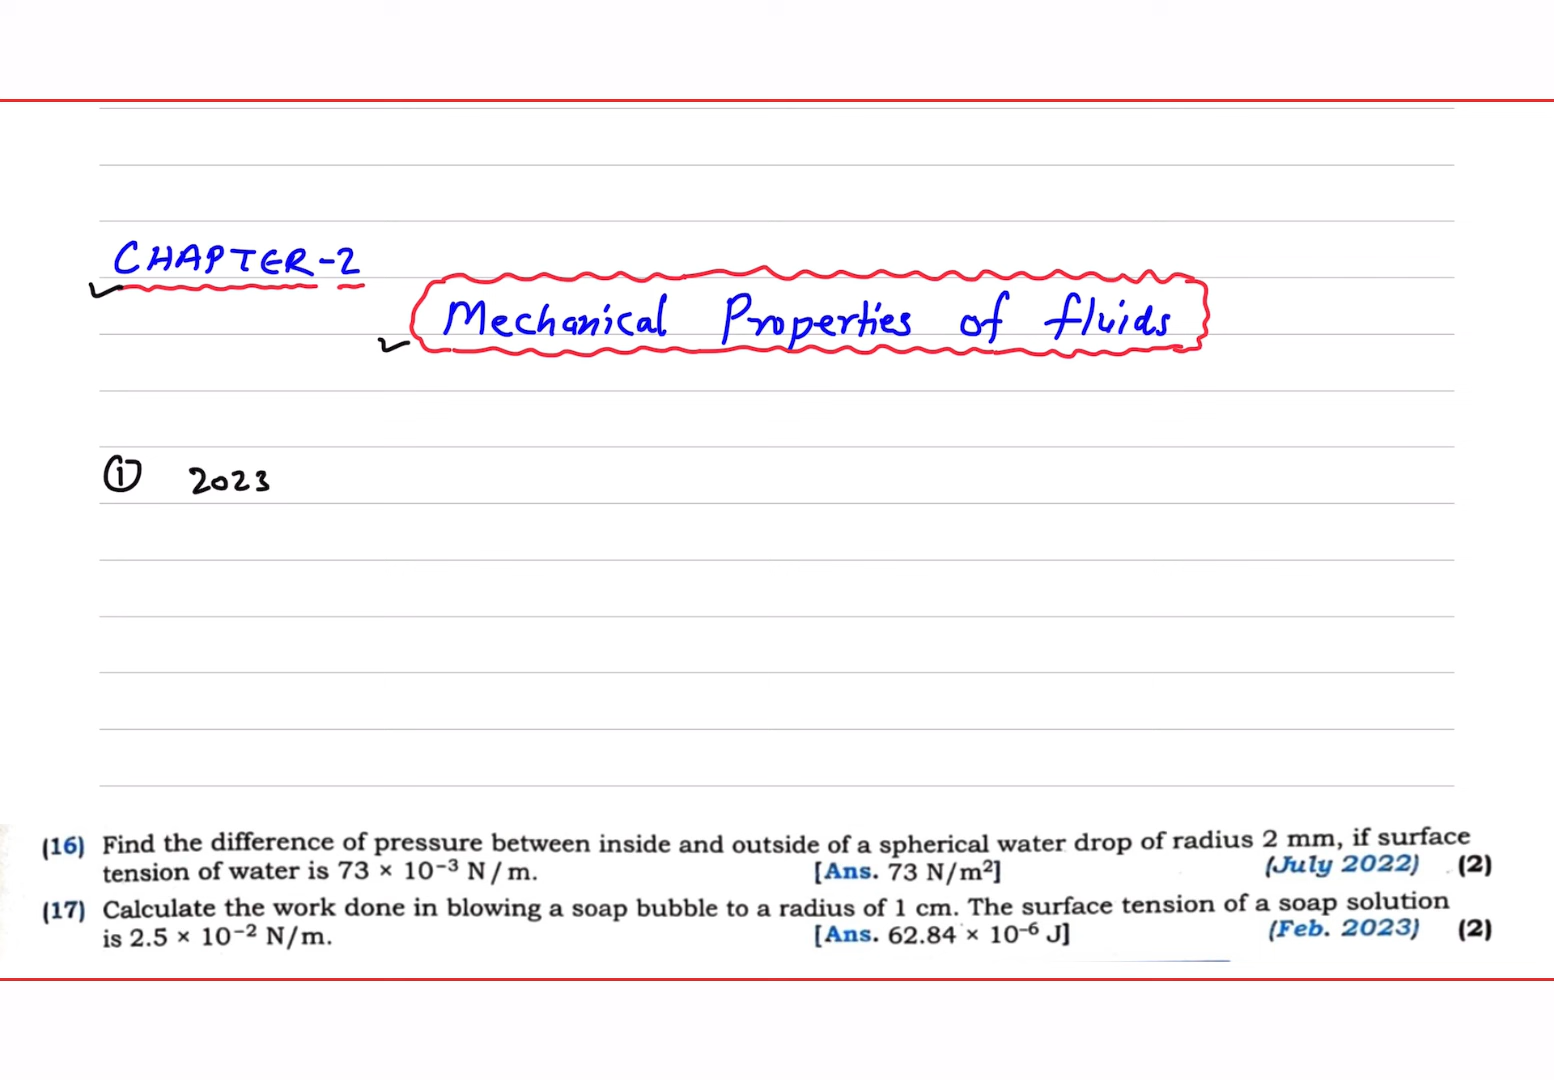 CHAPTER-2
Mechanical Properties of fluids
① 2023
(16) Find the difference of pressure between inside and outside of a spherical water drop of radius 2 mm, if surface
tension of water is 73 × 10⁻³ N/m. [Ans. 73 N/m²] (July 2022) (2)
(17) Calculate the work done in blowing a soap bubble to a radius of 1 cm. The surface tension of a soap solution
is 2.5 × 10⁻² N/m. [Ans. 62.84 × 10⁻⁶ J] (Feb. 2023) (2)